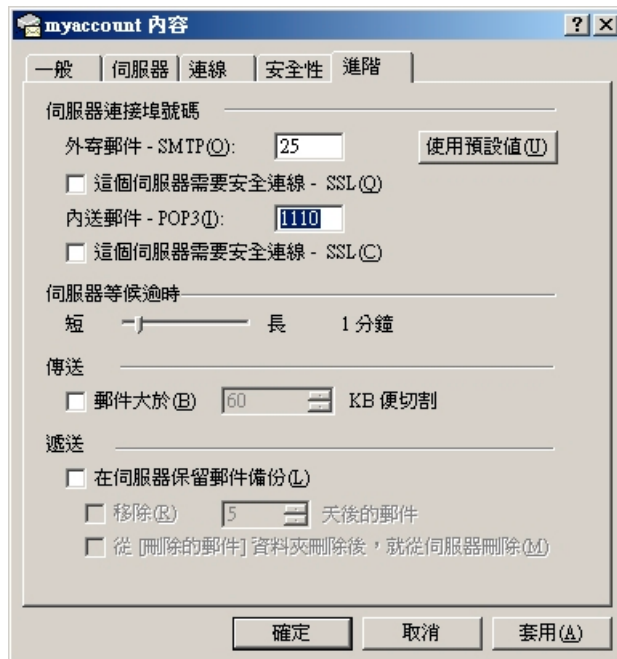 myaccount 內容
一般 伺服器 連線 安全性 進階
伺服器連接埠號碼
外寄郵件 - SMTP(O): 25 使用預設值(U)
這個伺服器需要安全連線 - SSL(Q)
內送郵件 - POP3(I): 1110
這個伺服器需要安全連線 - SSL(C)
伺服器等候逾時
短 長 1 分鐘
傳送
郵件大於(B) 60 KB 便切割
遞送
在伺服器保留郵件備份(L)
移除(R) 5 天後的郵件
從 [刪除的郵件] 資料夾刪除後，就從伺服器刪除(M)
確定 取消 套用(A)